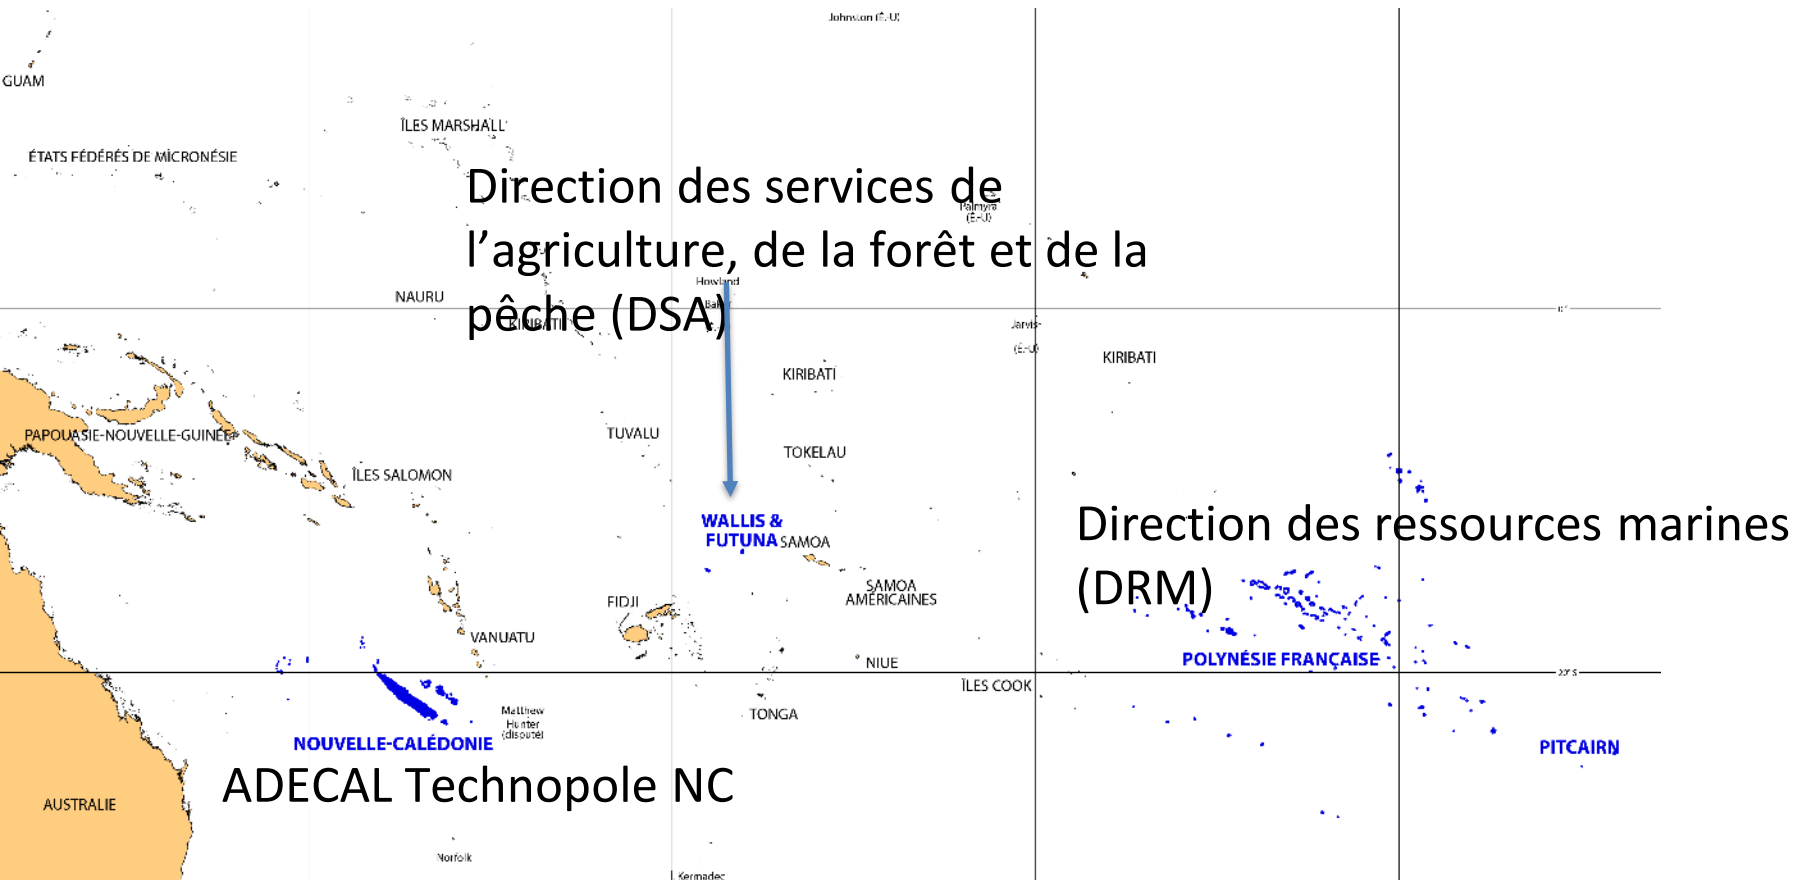 Johnston (É.-U)
GUAM
ÎLES MARSHALL
ÉTATS FÉDÉRÉS DE MICRONÉSIE
Direction des services de
l’agriculture, de la forêt et de la
pêche (DSA)
Palmyra
(É.-U)
Howland
NAURU
KIRIBATI
0°
Jarvis
(É.-U)
KIRIBATI
KIRIBATI
PAPOUASIE-NOUVELLE-GUINÉE
TUVALU
TOKELAU
ÎLES SALOMON
WALLIS &
FUTUNA
SAMOA
Direction des ressources marines
(DRM)
SAMOA
AMÉRICAINES
FIDJI
VANUATU
NIUE
POLYNÉSIE FRANÇAISE
20° S
ÎLES COOK
TONGA
Matthew
Hunter
(disputé)
NOUVELLE-CALÉDONIE
PITCAIRN
ADECAL Technopole NC
AUSTRALIE
Norfolk
Kermadec